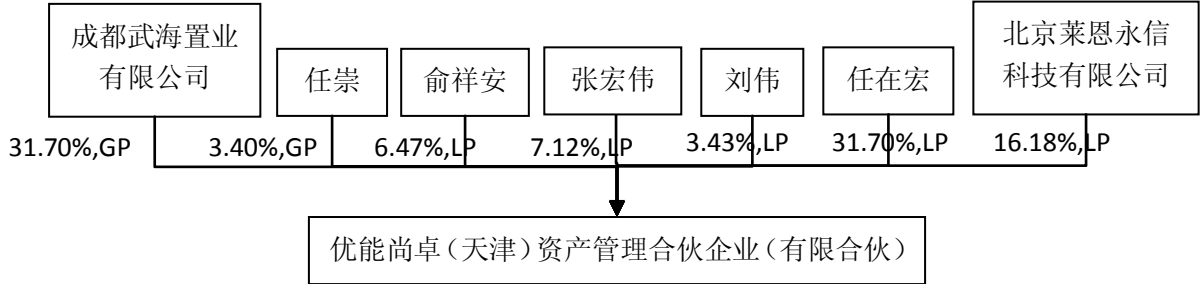 成都武海置业
有限公司
任崇
俞祥安
张宏伟
刘伟
任在宏
北京莱恩永信
科技有限公司
31.70%,GP
3.40%,GP
6.47%,LP
7.12%,LP
3.43%,LP
31.70%,LP
16.18%,LP
优能尚卓（天津）资产管理合伙企业（有限合伙）